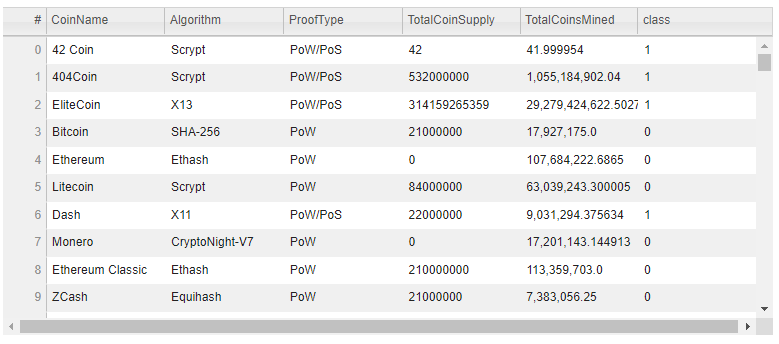 # CoinName Algorithm ProofType TotalCoinSupply TotalCoinsMined class
0 42 Coin Scrypt PoW/PoS 42 41.999954 1
1 404Coin Scrypt PoW/PoS 532000000 1,055,184,902.04 1
2 EliteCoin X13 PoW/PoS 314159265359 29,279,424,622.5027 1
3 Bitcoin SHA-256 PoW 21000000 17,927,175.0 0
4 Ethereum Ethash PoW 0 107,684,222.6865 0
5 Litecoin Scrypt PoW 84000000 63,039,243.300005 0
6 Dash X11 PoW/PoS 22000000 9,031,294.375634 1
7 Monero CryptoNight-V7 PoW 0 17,201,143.144913 0
8 Ethereum Classic Ethash PoW 210000000 113,359,703.0 0
9 ZCash Equihash PoW 21000000 7,383,056.25 0